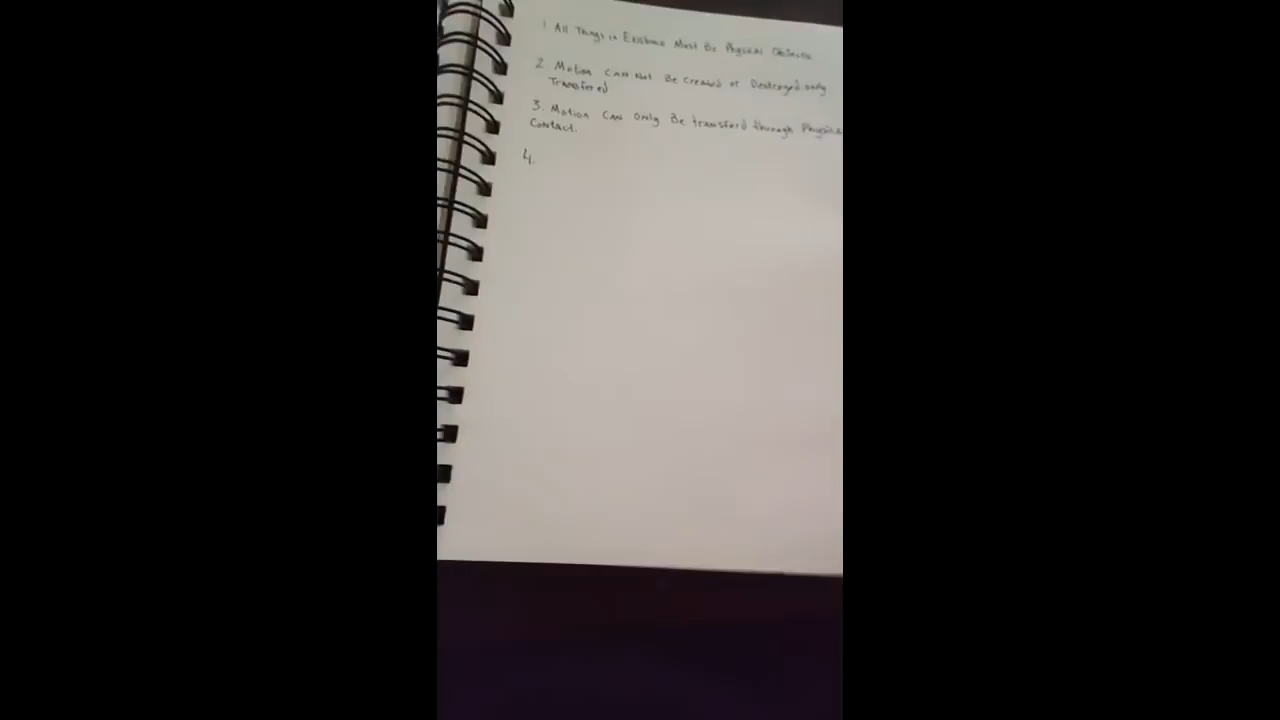 1 All Things in Existence Must Be Physical Objects
2 Motion Can Not Be Created or Destroyed only
Transfered
3. Motion Can only Be transferd through Physical
Contact.
4.